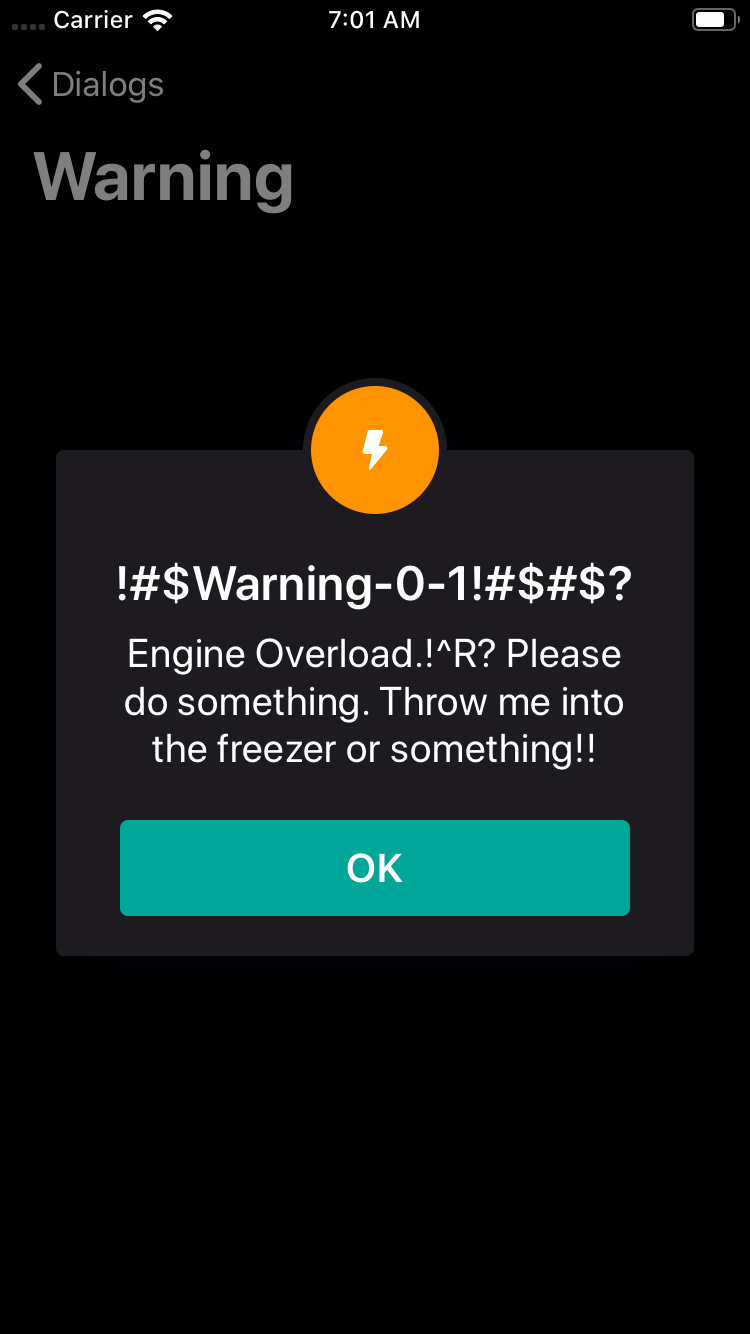 Carrier 7:01 AM
Dialogs
Warning
!#$Warning-0-1!#$#$?
Engine Overload.!^R? Please
do something. Throw me into
the freezer or something!!
OK